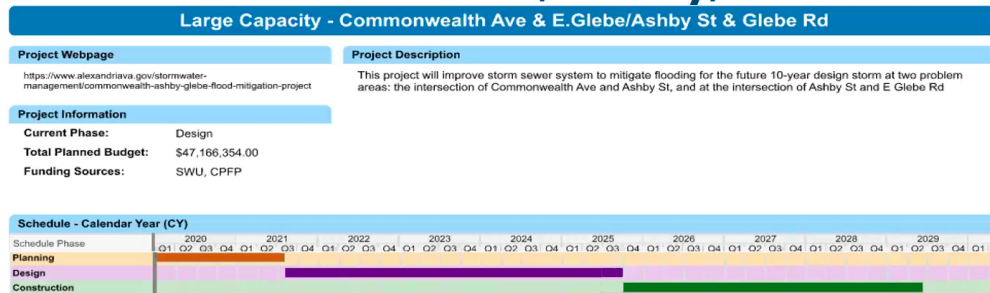 Large Capacity - Commonwealth Ave & E.Glebe/Ashby St & Glebe Rd
Project Webpage
https://www.alexandriava.gov/stormwater-
management/commonwealth-ashby-glebe-flood-mitigation-project
Project Description
This project will improve storm sewer system to mitigate flooding for the future 10-year design storm at two problem
areas: the intersection of Commonwealth Ave and Ashby St, and at the intersection of Ashby St and E Glebe Rd
Project Information
Current Phase: Design
Total Planned Budget: $47,166,354.00
Funding Sources: SWU, CPFP
Schedule - Calendar Year (CY)
2020 2021 2022 2023 2024 2025 2026 2027 2028 2029
Schedule Phase Q1 Q2 Q3 Q4 Q1 Q2 Q3 Q4 Q1 Q2 Q3 Q4 Q1 Q2 Q3 Q4 Q1 Q2 Q3 Q4 Q1 Q2 Q3 Q4 Q1 Q2 Q3 Q4 Q1 Q2 Q3 Q4 Q1 Q2 Q3 Q4 Q1 Q2 Q3 Q4 Q1
Planning
Design
Construction